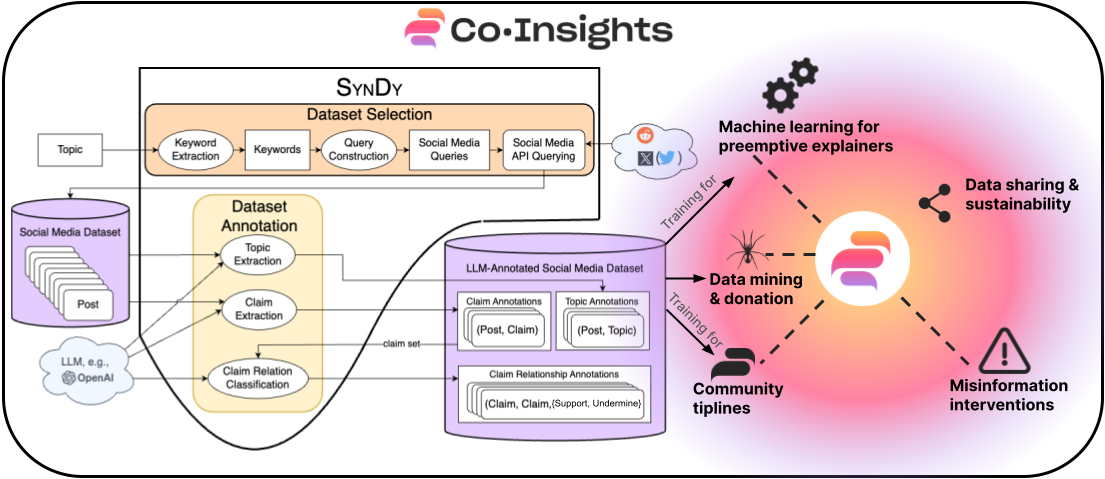 Co·Insights
SYNDY
Dataset Selection
Topic
Keyword
Extraction
Keywords
Query
Construction
Social Media
Queries
Social Media
API Querying
Social Media Dataset
Post
Dataset
Annotation
Topic
Extraction
Claim
Extraction
Claim Relation
Classification
LLM, e.g.,
OpenAI
LLM-Annotated Social Media Dataset
Claim Annotations
(Post, Claim)
Topic Annotations
(Post, Topic)
claim set
Claim Relationship Annotations
(Claim, Claim,{Support, Undermine}
Training for
Training for
Machine learning for
preemptive explainers
Data sharing &
sustainability
Data mining
& donation
Community
tiplines
Misinformation
interventions